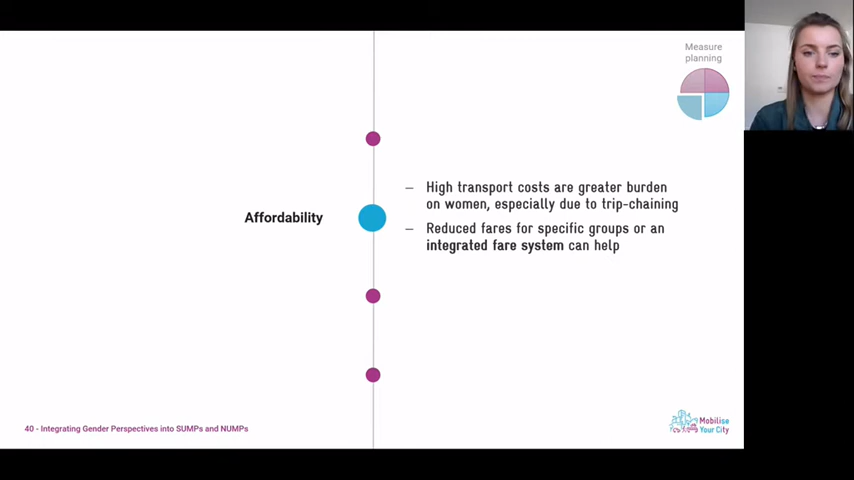 Measure
planning
Affordability
– High transport costs are greater burden
on women, especially due to trip-chaining
– Reduced fares for specific groups or an
integrated fare system can help
40 - Integrating Gender Perspectives into SUMPs and NUMPs
Mobilise
Your City